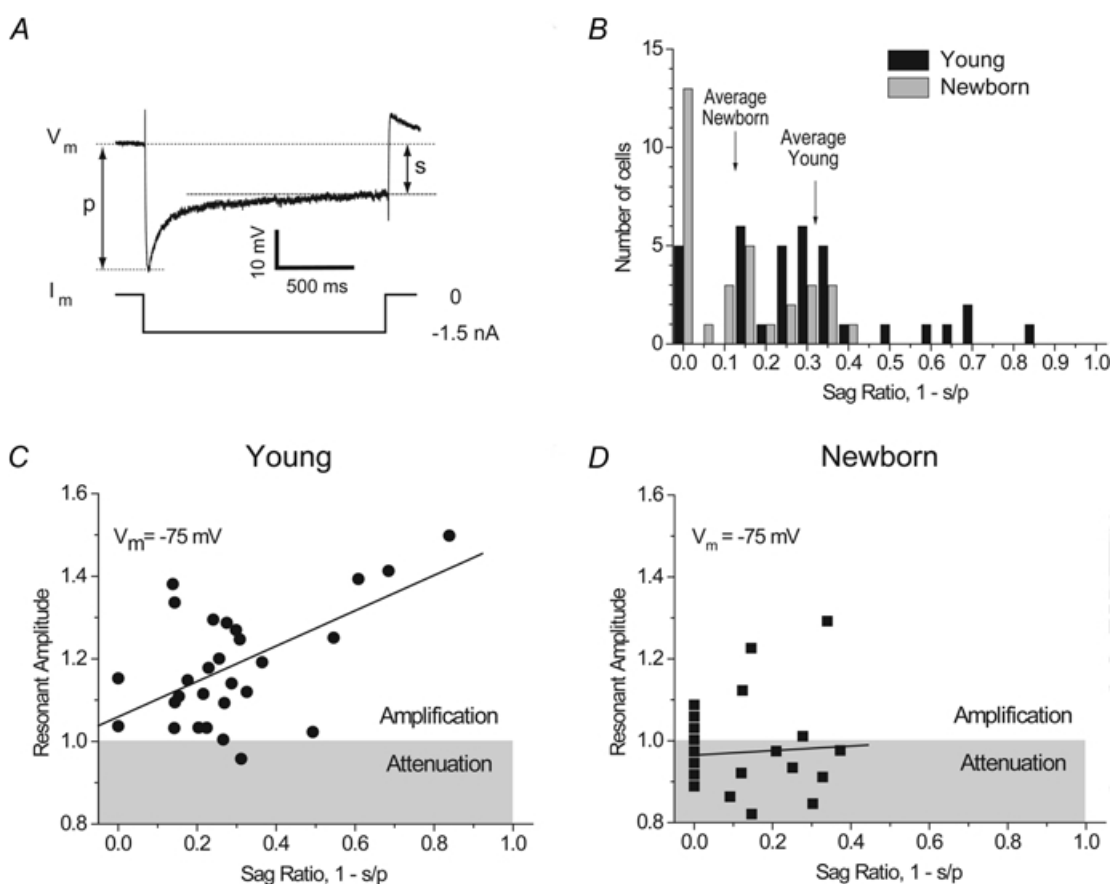 A
V
m
p
s
10 mV
500 ms
I
m
0
-1.5 nA
B
Young
Newborn
Average
Newborn
Average
Young
Number of cells
15
10
5
0
0.0 0.1 0.2 0.3 0.4 0.5 0.6 0.7 0.8 0.9 1.0
Sag Ratio, 1 - s/p
C
Young
Vm= -75 mV
Resonant Amplitude
1.6
1.4
1.2
1.0
0.8
Amplification
Attenuation
0.0 0.2 0.4 0.6 0.8 1.0
Sag Ratio, 1 - s/p
D
Newborn
Vm = -75 mV
Resonant Amplitude
1.6
1.4
1.2
1.0
0.8
Amplification
Attenuation
0.0 0.2 0.4 0.6 0.8 1.0
Sag Ratio, 1 - s/p